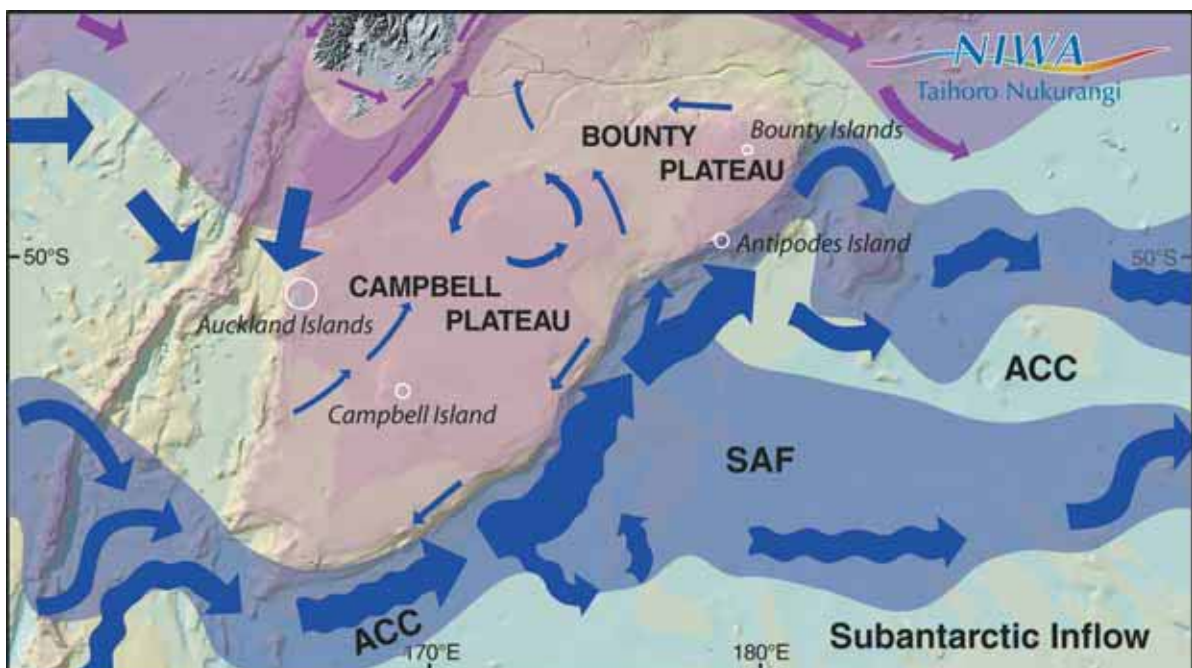 NIWA
Taihoro Nukurangi
BOUNTY
PLATEAU
Bounty Islands
50°S
Antipodes Island
50°S
CAMPBELL
PLATEAU
Auckland Islands
Campbell Island
ACC
SAF
ACC
Subantarctic Inflow
170°E
180°E